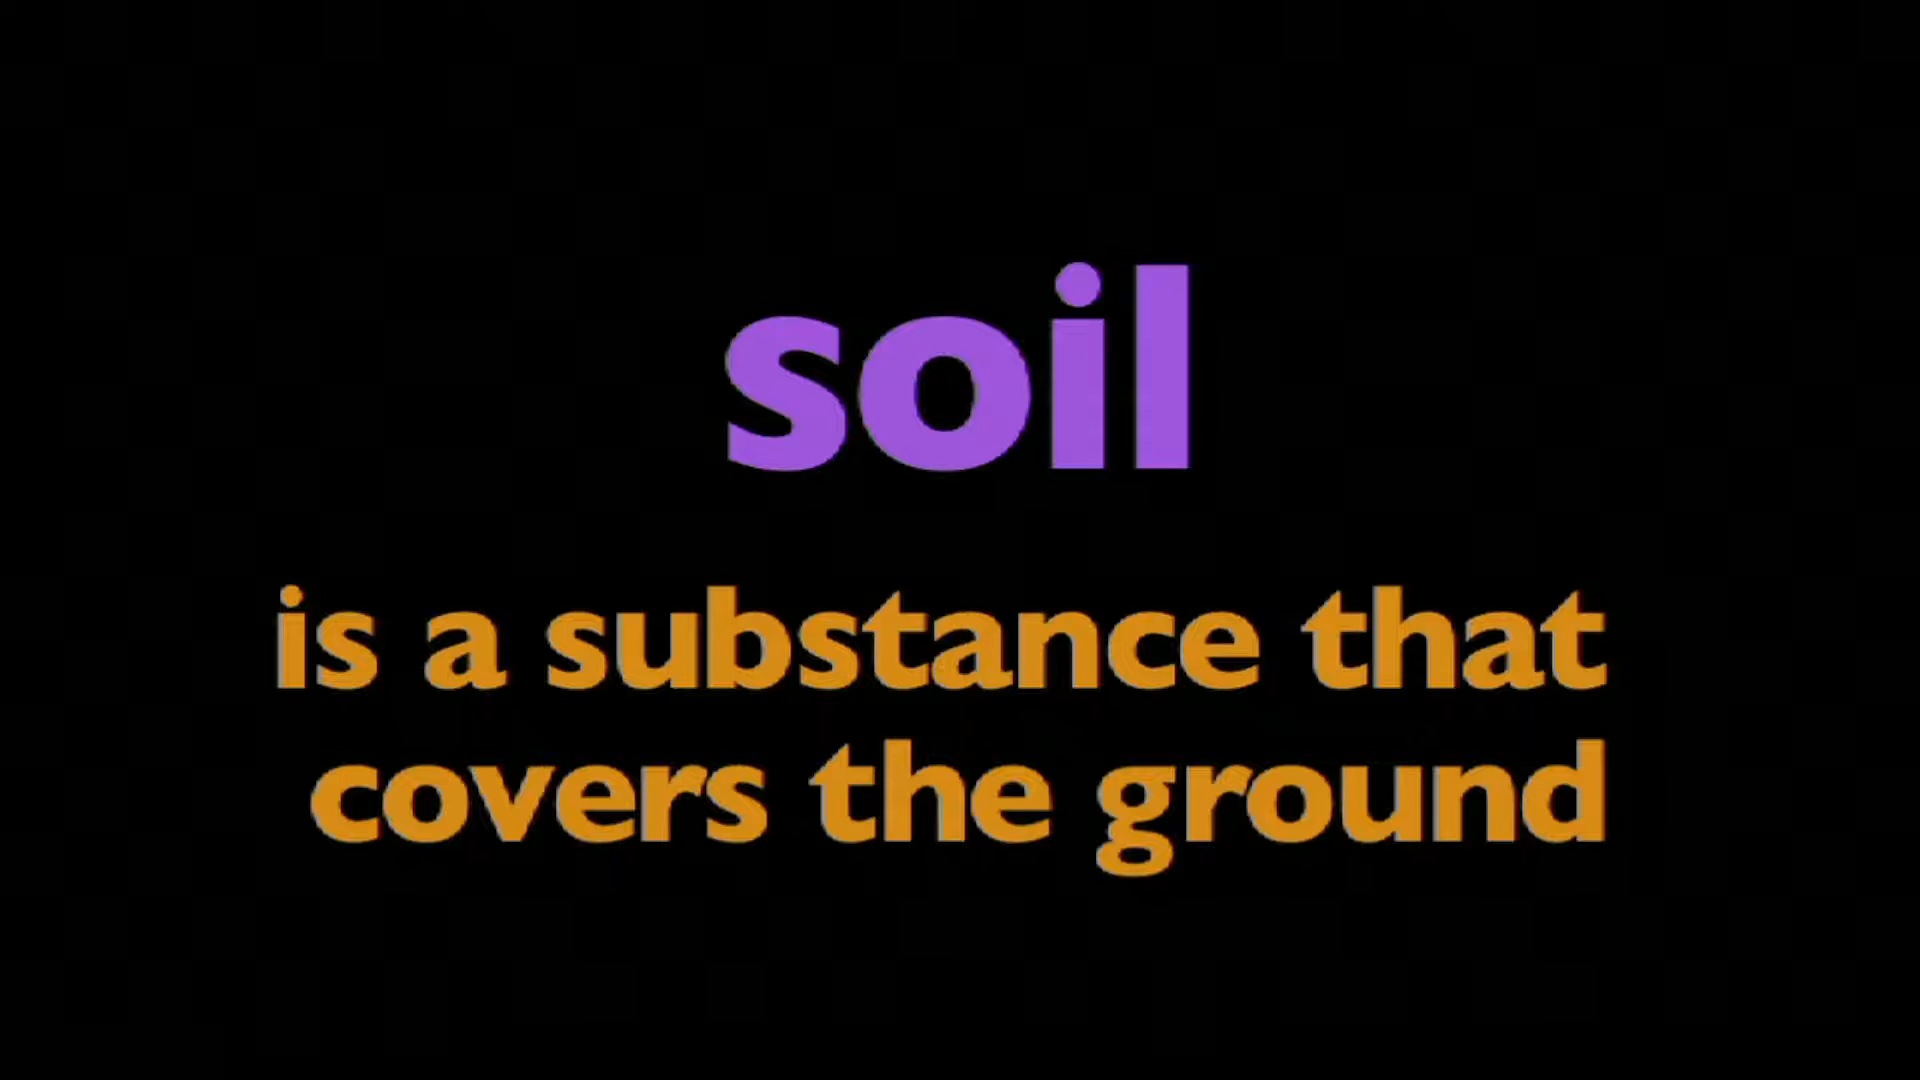 soil
is a substance that
covers the ground